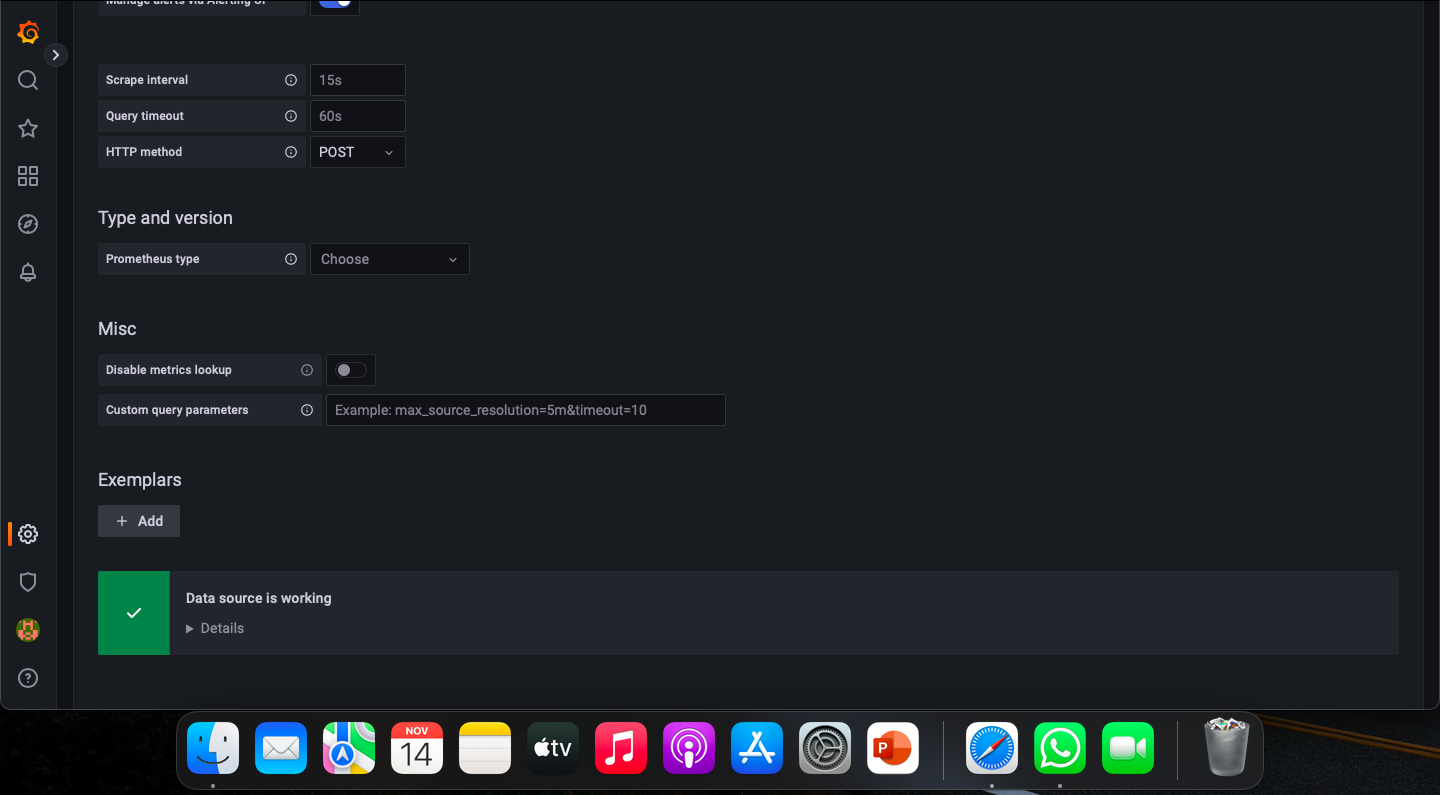 Manage alerts via Alerting UI
Scrape interval
15s
Query timeout
60s
HTTP method
POST
Type and version
Prometheus type
Choose
Misc
Disable metrics lookup
Custom query parameters
Example: max_source_resolution=5m&timeout=10
Exemplars
+ Add
Data source is working
Details
NOV
14
tv
P